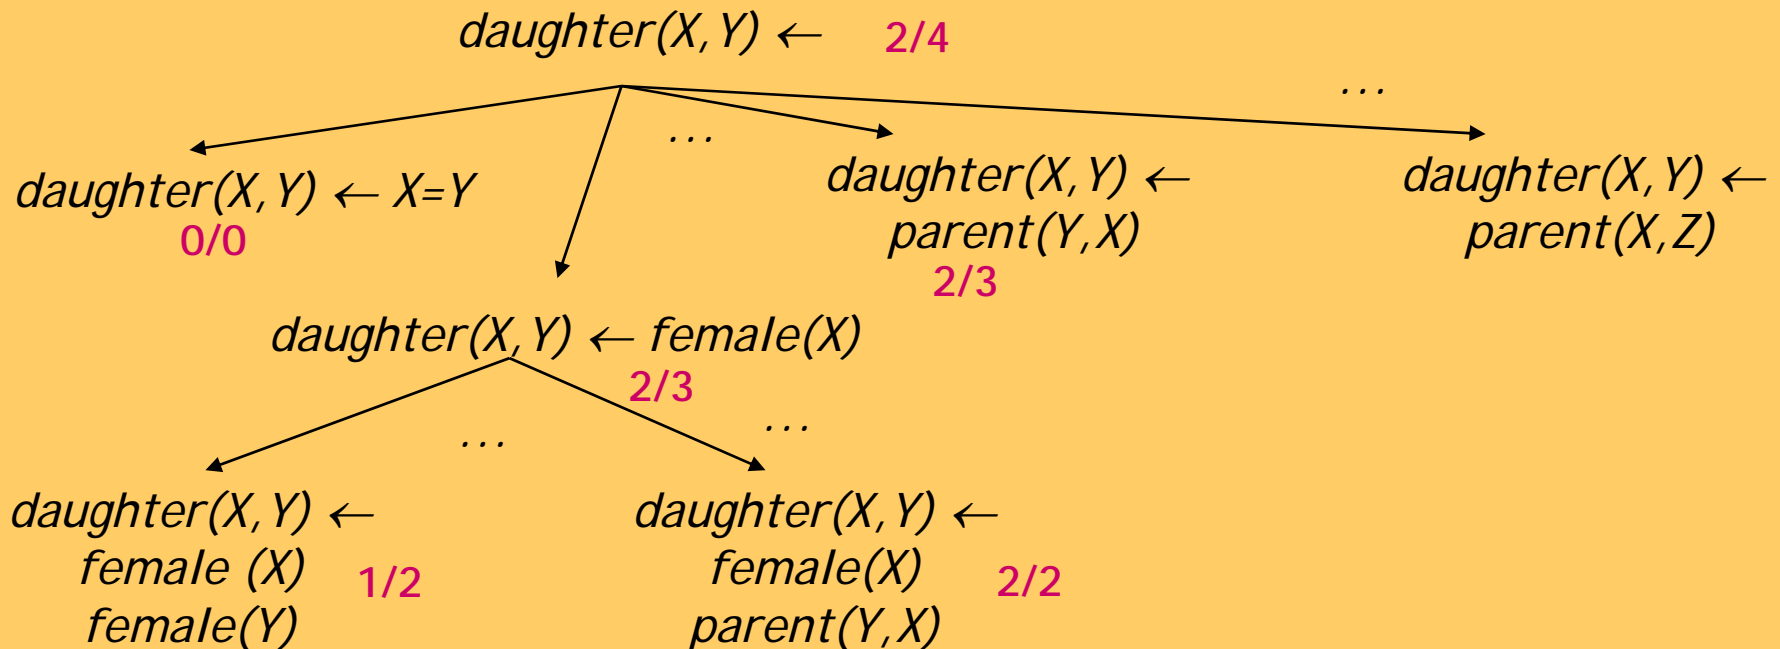 daughter(X,Y) ← 2/4
...
...
daughter(X,Y) ← X=Y
0/0
daughter(X,Y) ←
parent(Y,X)
2/3
daughter(X,Y) ←
parent(X,Z)
daughter(X,Y) ← female(X)
2/3
...
...
daughter(X,Y) ←
female (X) 1/2
female(Y)
daughter(X,Y) ←
female(X) 2/2
parent(Y,X)